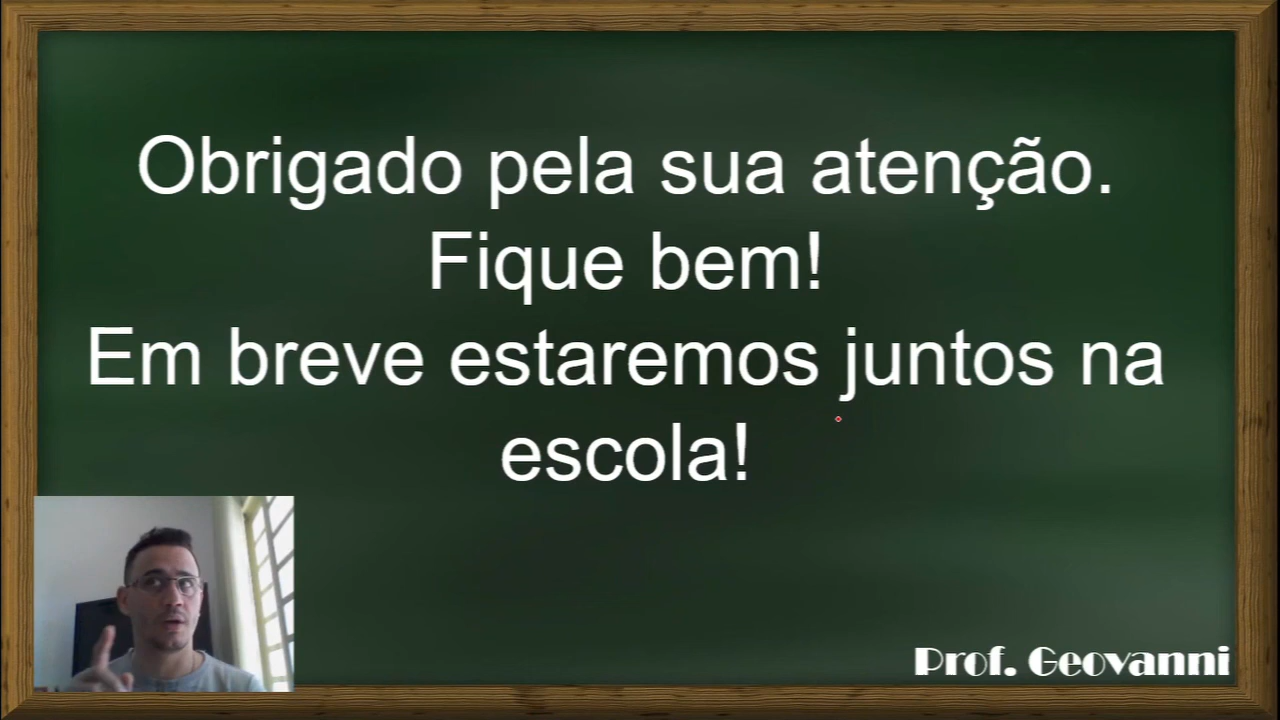 Obrigado pela sua atenção.
Fique bem!
Em breve estaremos juntos na
escola!
Prof. Geovanni